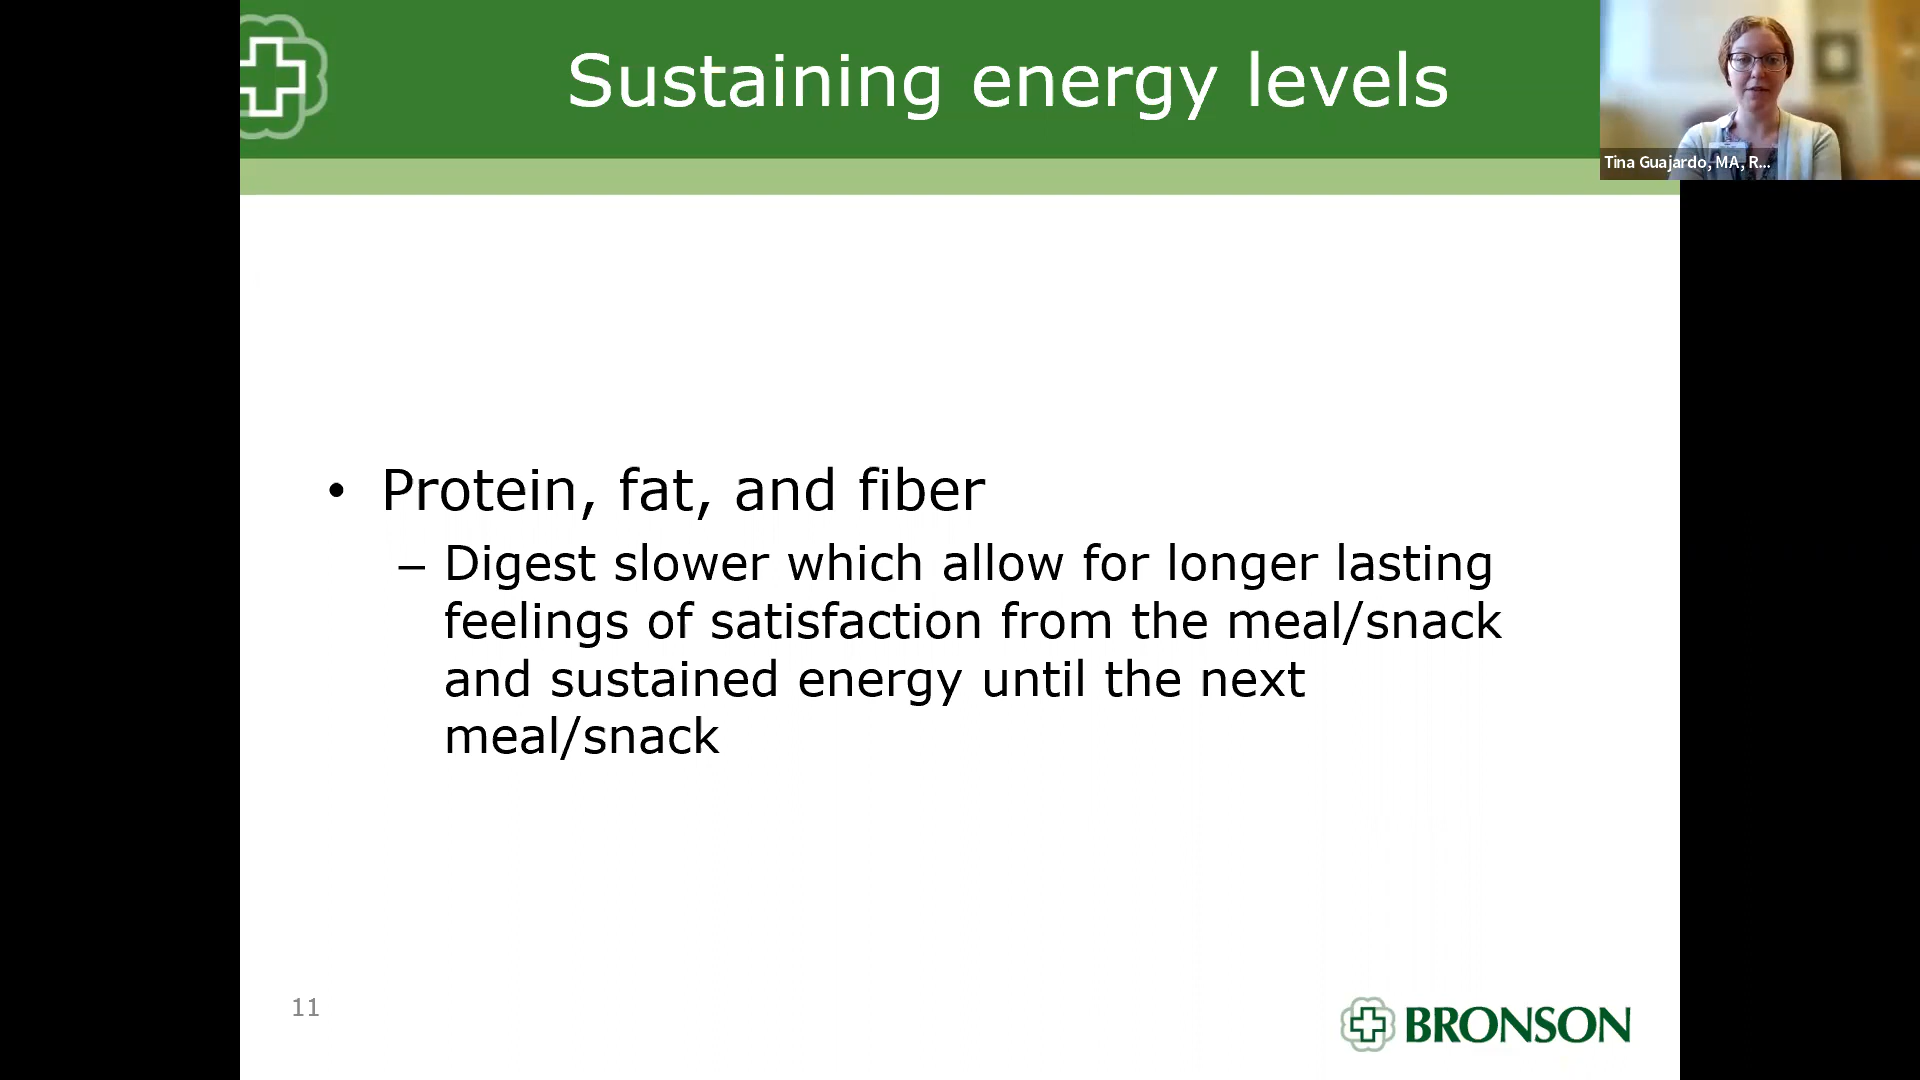 Sustaining energy levels
Tina Guajardo, MA, R...
• Protein, fat, and fiber
– Digest slower which allow for longer lasting
feelings of satisfaction from the meal/snack
and sustained energy until the next
meal/snack
11
BRONSON